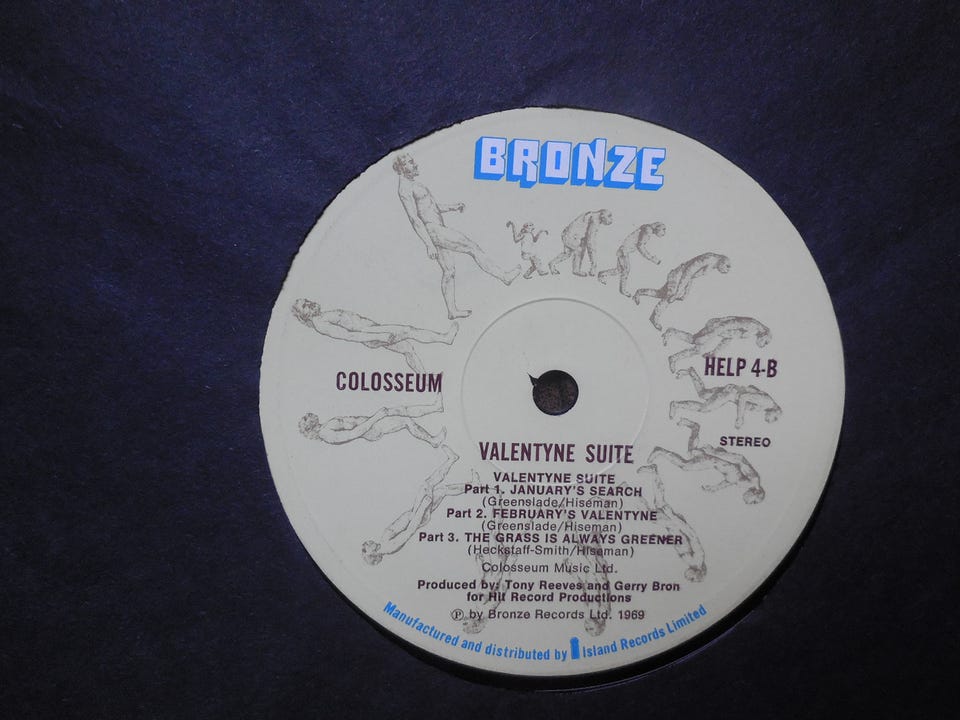 BRONZE
COLOSSEUM
HELP 4-B
STEREO
VALENTYNE SUITE
VALENTYNE SUITE
Part 1. JANUARY'S SEARCH
(Greenslade/Hiseman)
Part 2. FEBRUARY'S VALENTYNE
(Greenslade/Hiseman)
Part 3. THE GRASS IS ALWAYS GREENER
(Heckstaff-Smith/Hiseman)
Colosseum Music Ltd.
Produced by: Tony Reeves and Gerry Bron
for Hit Record Productions
℗ by Bronze Records Ltd. 1969
Manufactured and distributed by Island Records Limited